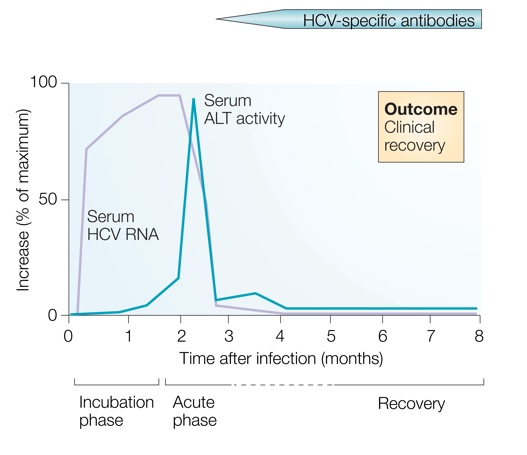 HCV-specific antibodies
100
Serum
ALT activity
Outcome
Clinical
recovery
Increase (% of maximum)
50
Serum
HCV RNA
0
0 1 2 3 4 5 6 7 8
Time after infection (months)
Incubation
phase
Acute
phase
Recovery